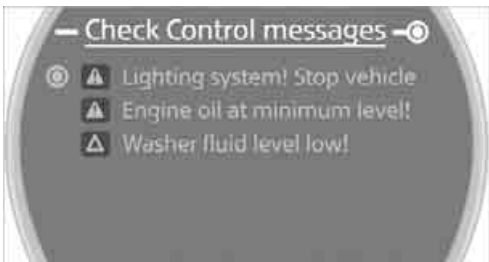 Check Control messages
Lighting system! Stop vehicle
Engine oil at minimum level!
Washer fluid level low!